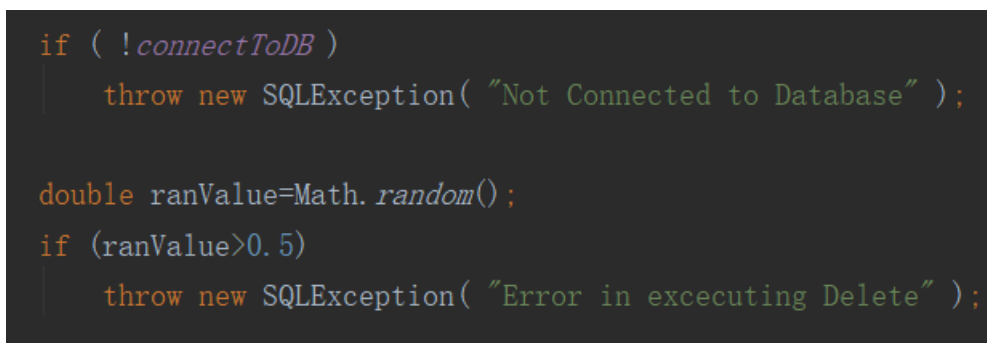 if ( !connectToDB )
throw new SQLException( "Not Connected to Database" );
double ranValue=Math.random();
if (ranValue>0.5)
throw new SQLException( "Error in excecuting Delete" );